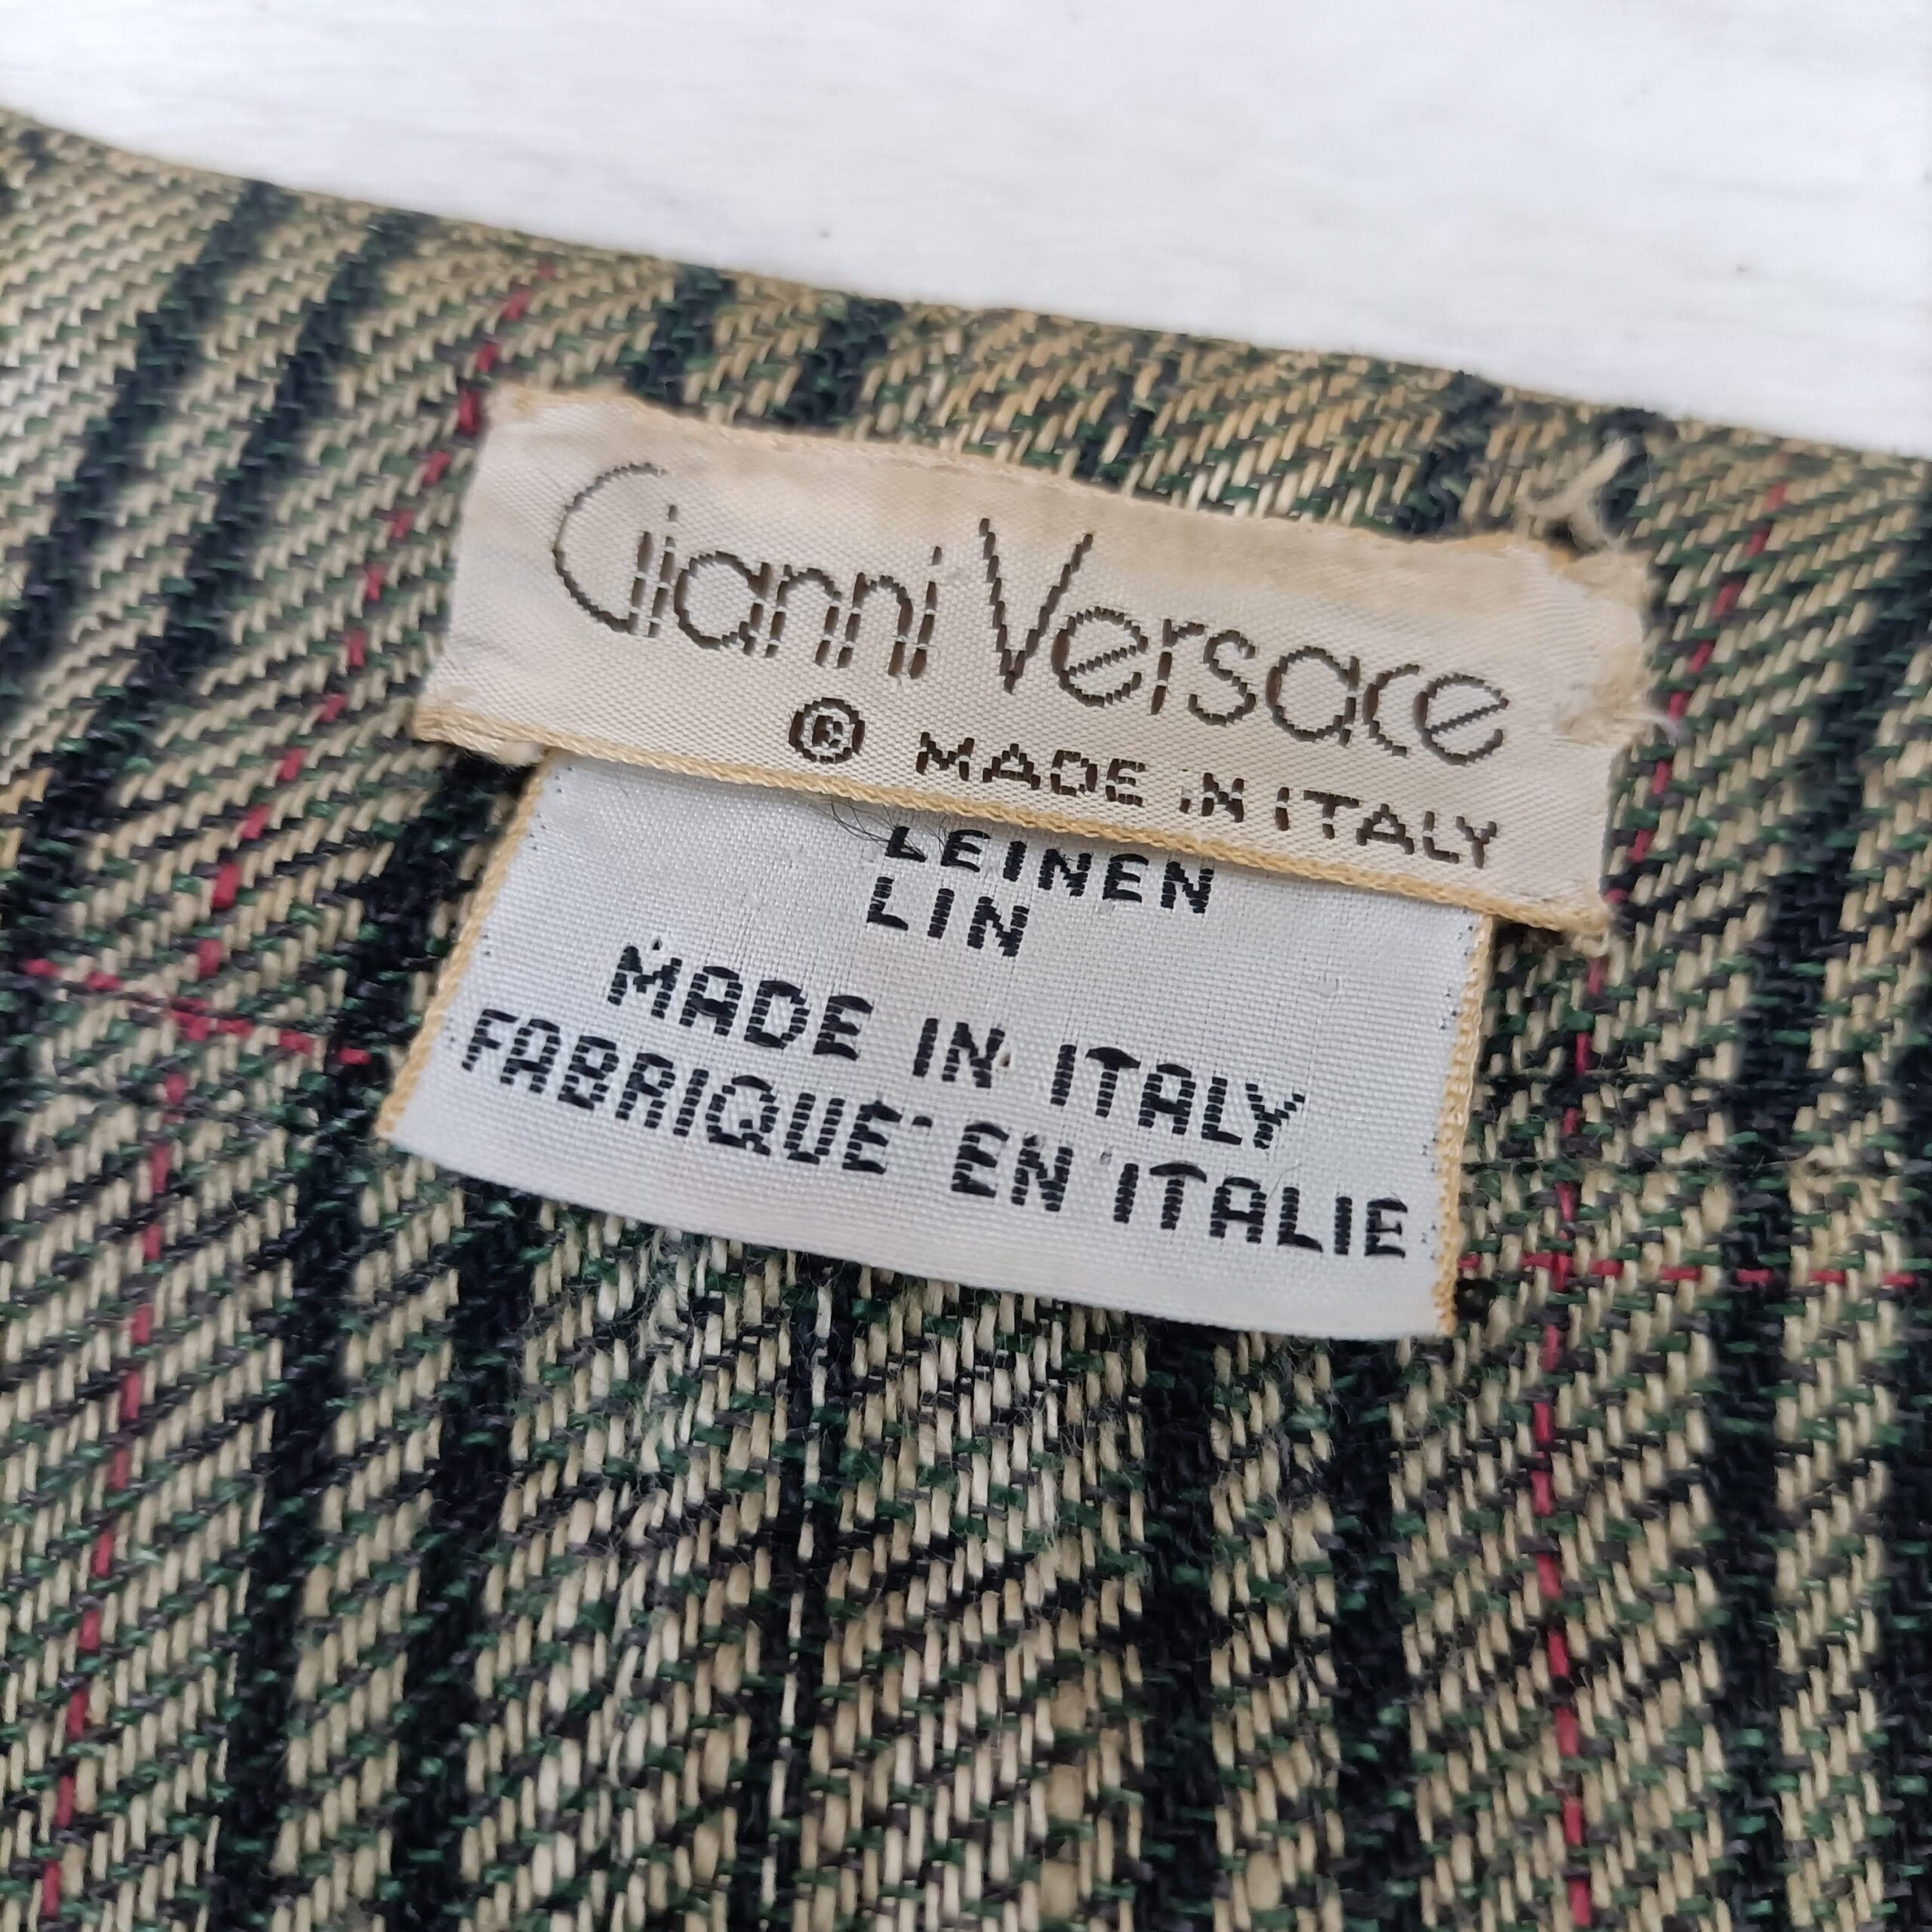 Gianni Versace
® MADE IN ITALY
LEINEN
LIN
MADE IN ITALY
FABRIQUE' EN ITALIE